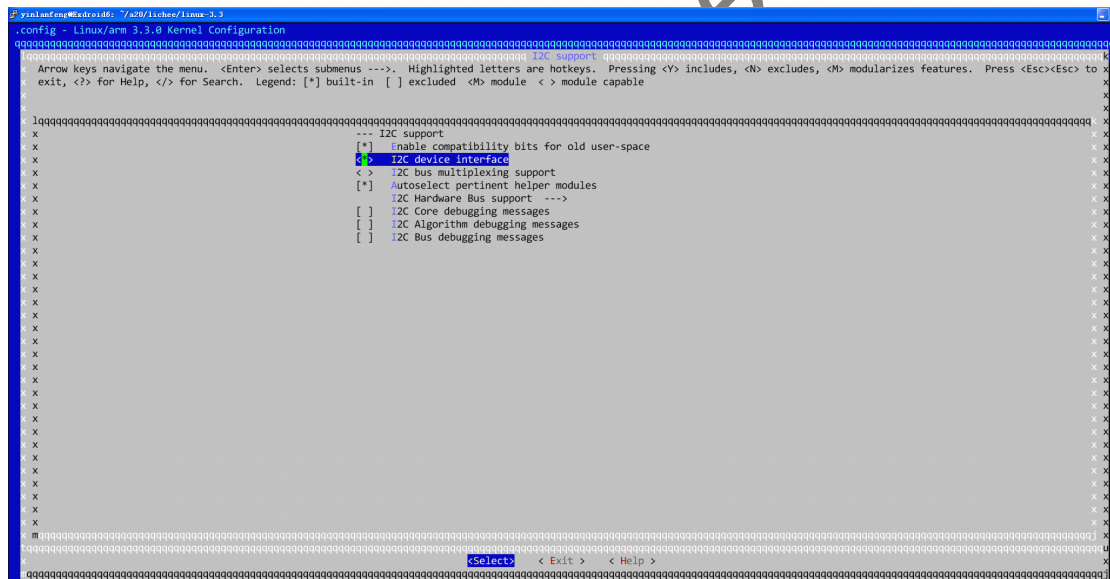 yinlanfeng@Exdroid6: ~/a20/lichee/linux-3.3
.config - Linux/arm 3.3.0 Kernel Configuration
I2C support
Arrow keys navigate the menu.  <Enter> selects submenus --->.  Highlighted letters are hotkeys.  Pressing <Y> includes, <N> excludes, <M> modularizes features.  Press <Esc><Esc> to
exit, <?> for Help, </> for Search.  Legend: [*] built-in  [ ] excluded  <M> module  < > module capable
--- I2C support
[*]   Enable compatibility bits for old user-space
<*>   I2C device interface
< >   I2C bus multiplexing support
[*]   Autoselect pertinent helper modules
I2C Hardware Bus support  --->
[ ]   I2C Core debugging messages
[ ]   I2C Algorithm debugging messages
[ ]   I2C Bus debugging messages
<Select>    < Exit >    < Help >